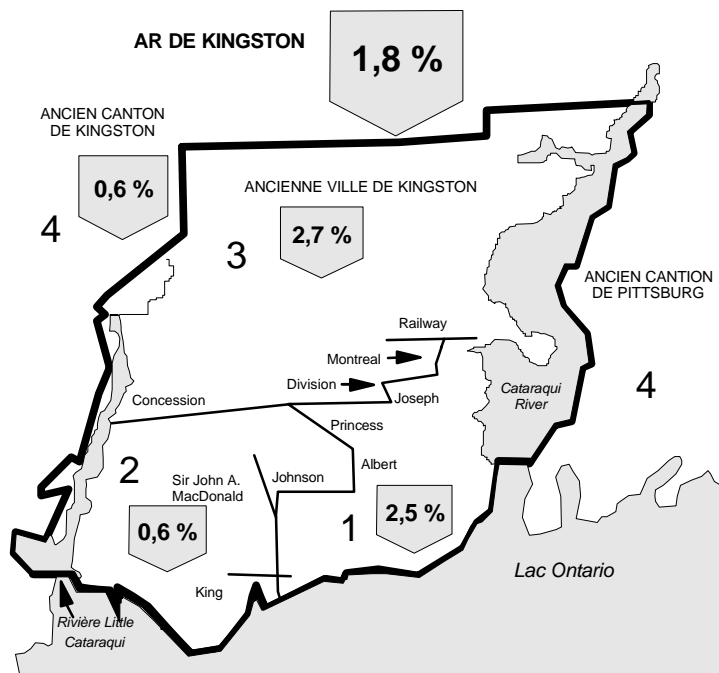 AR DE KINGSTON
1,8 %
ANCIEN CANTON
DE KINGSTON
0,6 %
4
ANCIENNE VILLE DE KINGSTON
2,7 %
3
ANCIEN CANTION
DE PITTSBURG
4
Railway
Montreal
Division
Joseph
Cataraqui
River
Concession
Princess
Albert
2
Sir John A.
MacDonald
Johnson
0,6 %
1
2,5 %
King
Lac Ontario
Rivière Little
Cataraqui